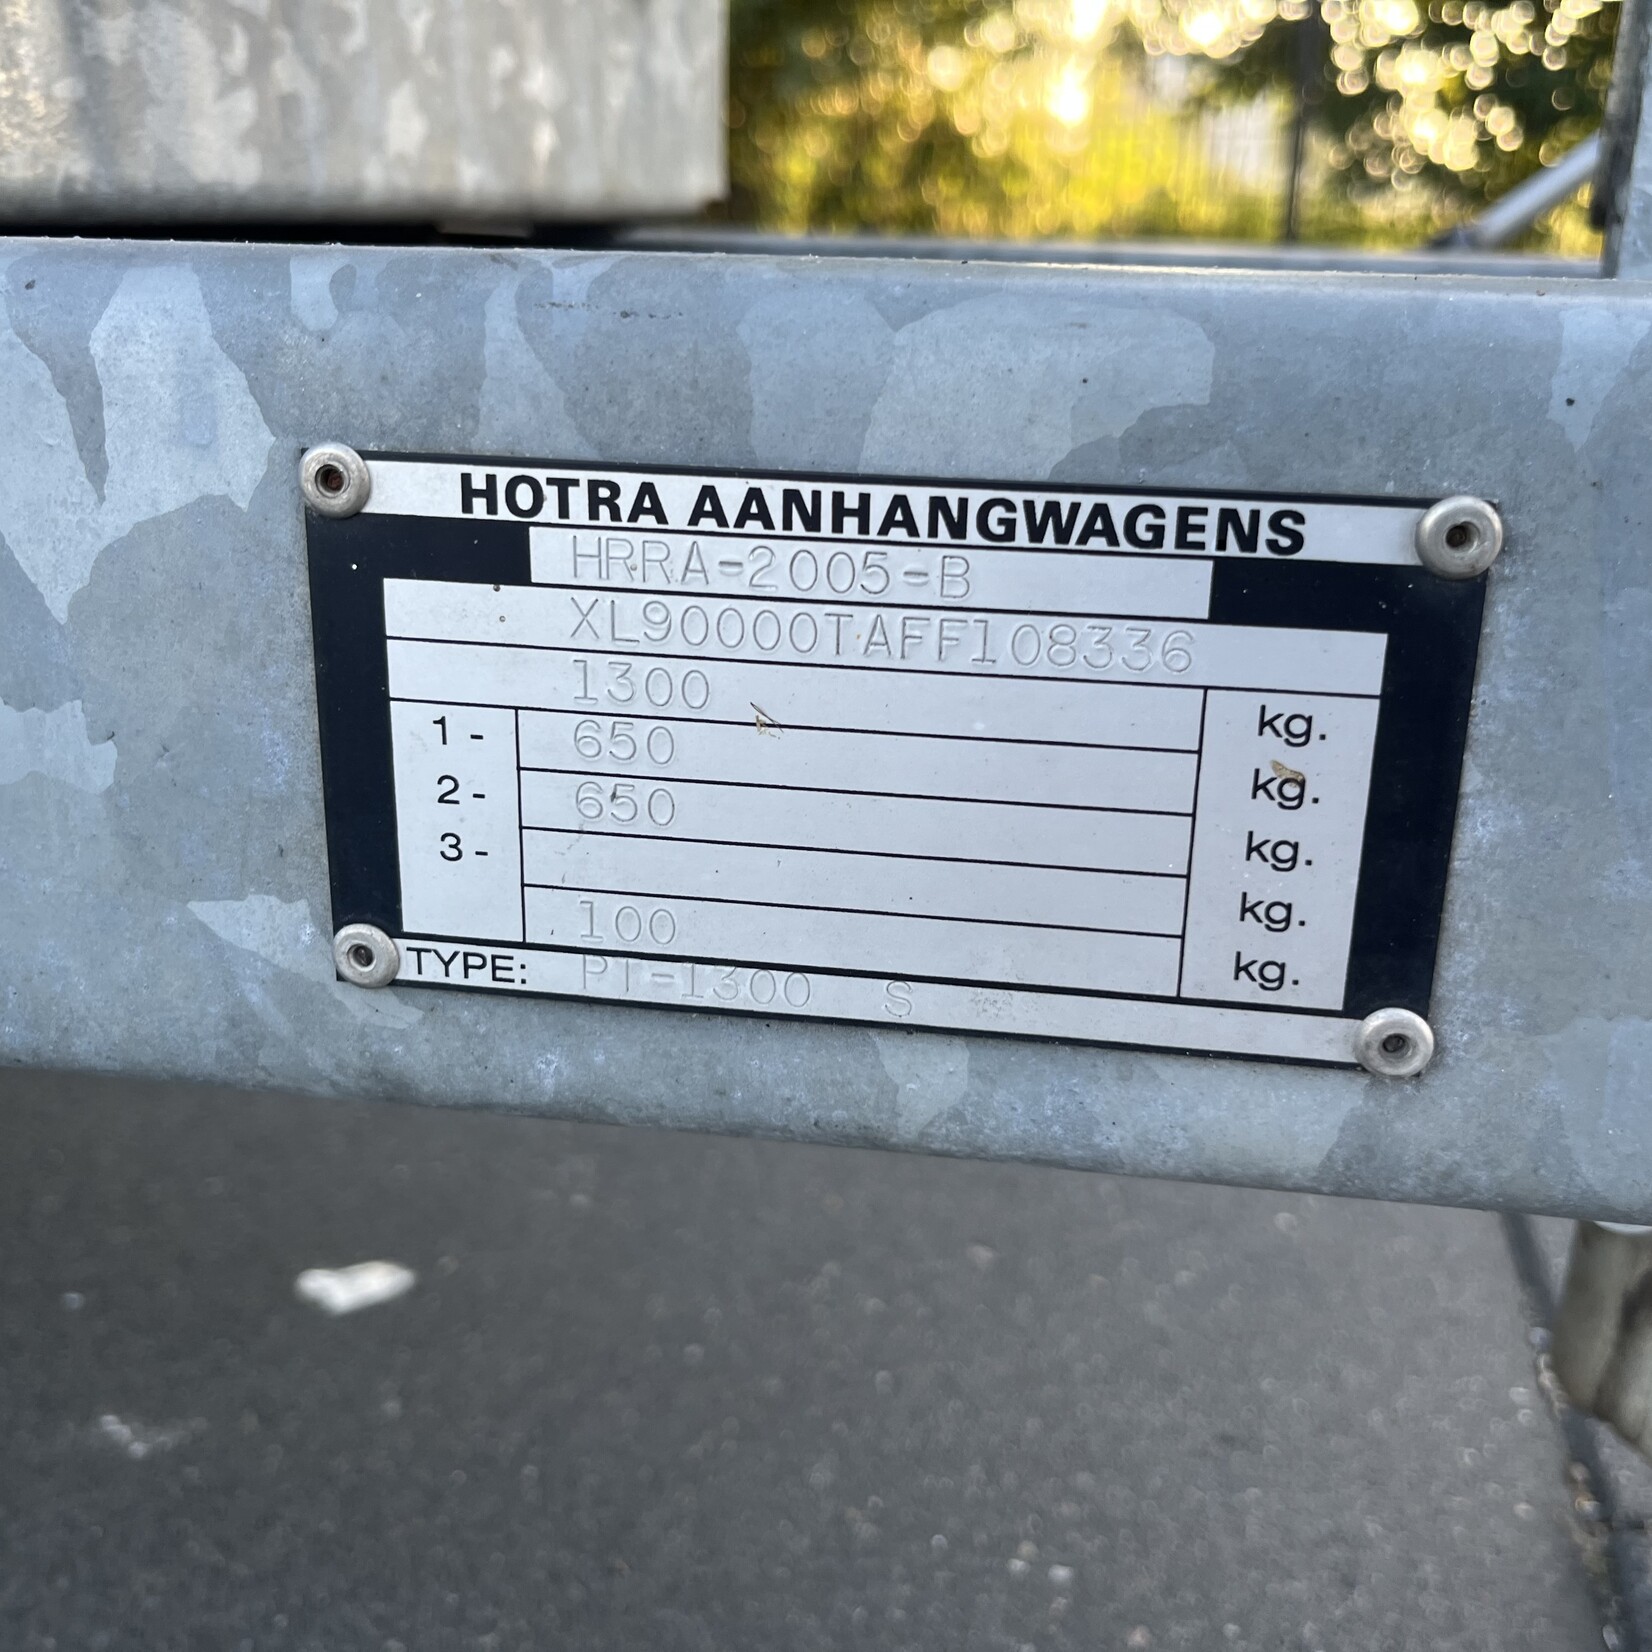 HOTRA AANHANGWAGENS
HRRA-2005-B
XL90000TAFF108336
1300 kg.
1- 650 kg.
2- 650 kg.
3- kg.
100 kg.
TYPE: PT-1300 S